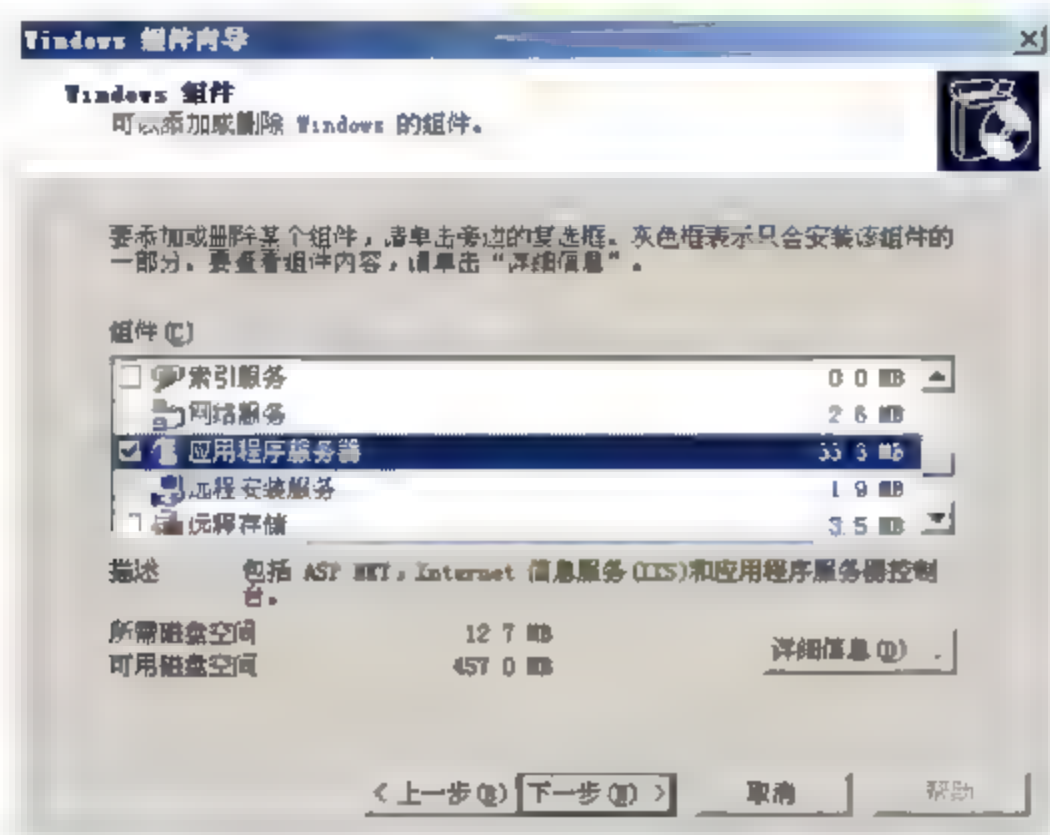 Windows 组件向导
Windows 组件
可以添加或删除 Windows 的组件。
要添加或删除某个组件，请单击旁边的复选框。灰色框表示只会安装该组件的
一部分。要查看组件内容，请单击“详细信息”。
组件(C)
索引服务 0.0 MB
网络服务 2.6 MB
应用程序服务器 33.3 MB
远程安装服务 1.9 MB
远程存储 3.5 MB
描述 包括 ASP.NET, Internet 信息服务(IIS)和应用程序服务器控制
台。
所需磁盘空间 12.7 MB
可用磁盘空间 457.0 MB
详细信息(D)
< 上一步(B) 下一步(N) > 取消 帮助